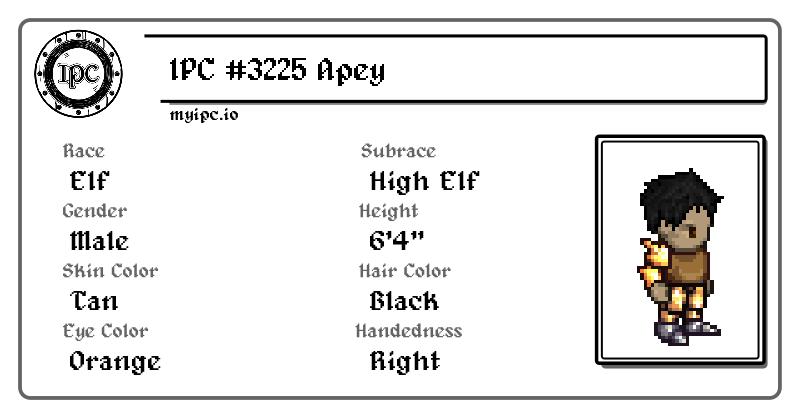 IPC
IPC #3225 Apey
myipc.io
Race
Elf
Subrace
High Elf
Gender
Male
Height
6'4"
Skin Color
Tan
Hair Color
Black
Eye Color
Orange
Handedness
Right